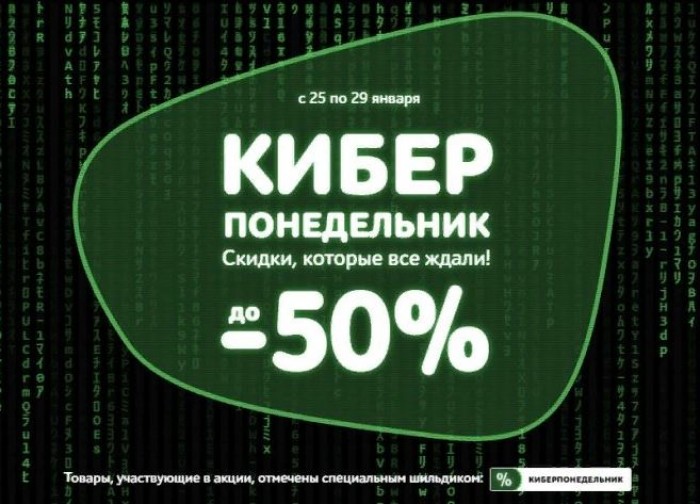 с 25 по 29 января
КИБЕР
ПОНЕДЕЛЬНИК
Скидки, которые все ждали!
до
-50%
Товары, участвующие в акции, отмечены специальным шильдиком: % КИБЕРПОНЕДЕЛЬНИК